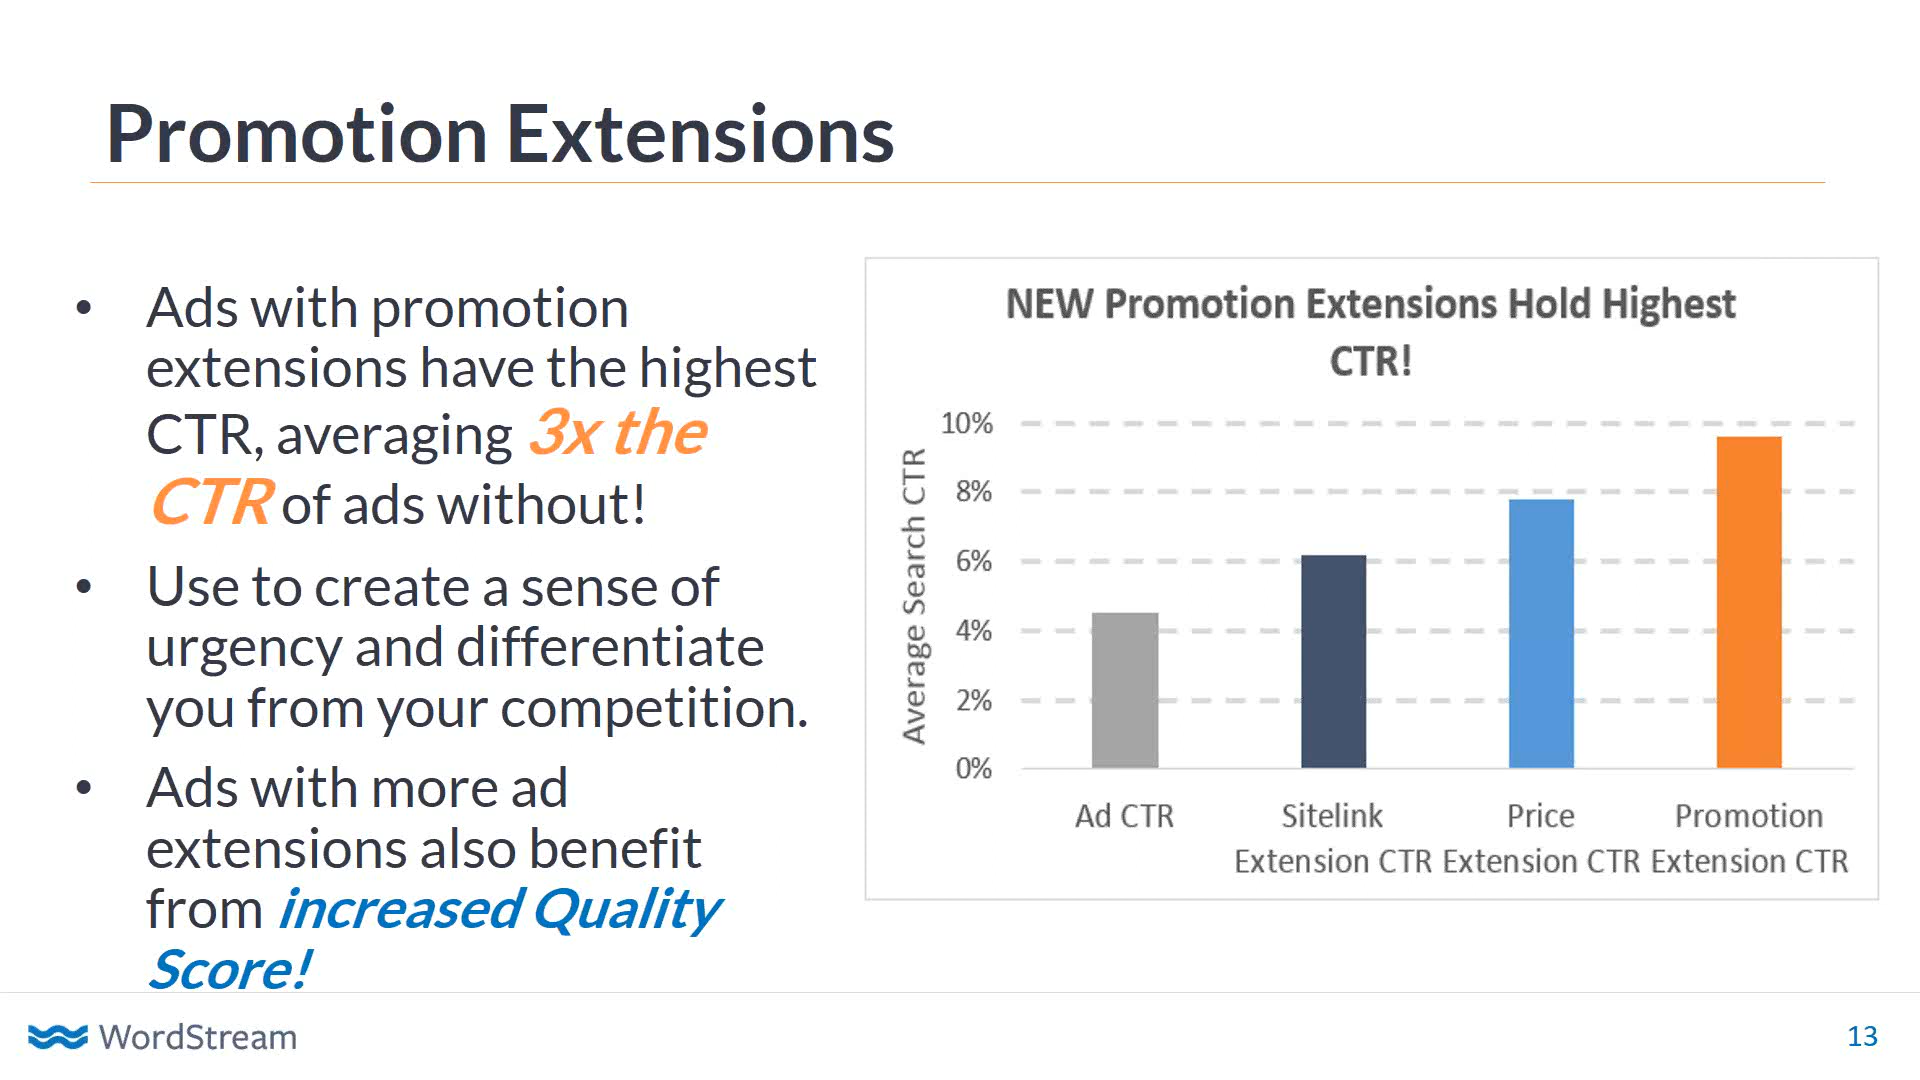 Promotion Extensions
• Ads with promotion
extensions have the highest
CTR, averaging 3x the
CTR of ads without!
• Use to create a sense of
urgency and differentiate
you from your competition.
• Ads with more ad
extensions also benefit
from increased Quality
Score!
NEW Promotion Extensions Hold Highest
CTR!
Average Search CTR
10%
8%
6%
4%
2%
0%
Ad CTR
Sitelink
Extension CTR
Price
Extension CTR
Promotion
Extension CTR
WordStream
13